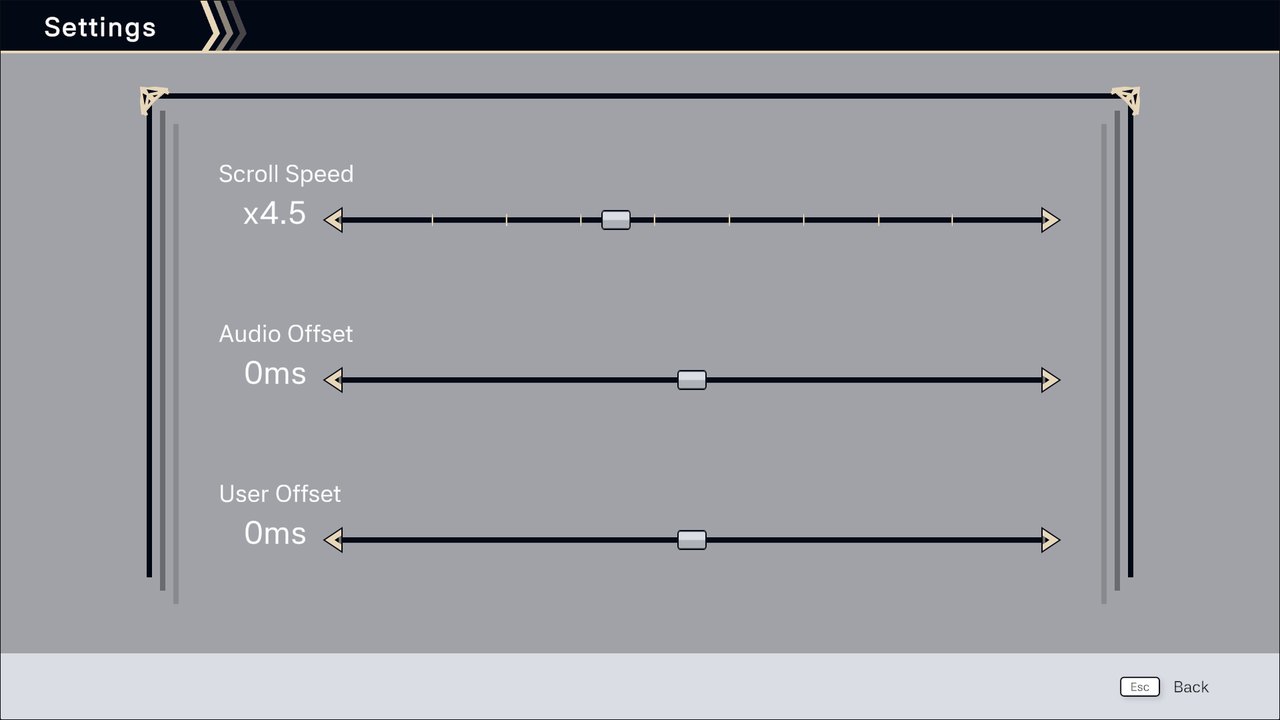 Settings
Scroll Speed
x4.5
Audio Offset
0ms
User Offset
0ms
Esc Back